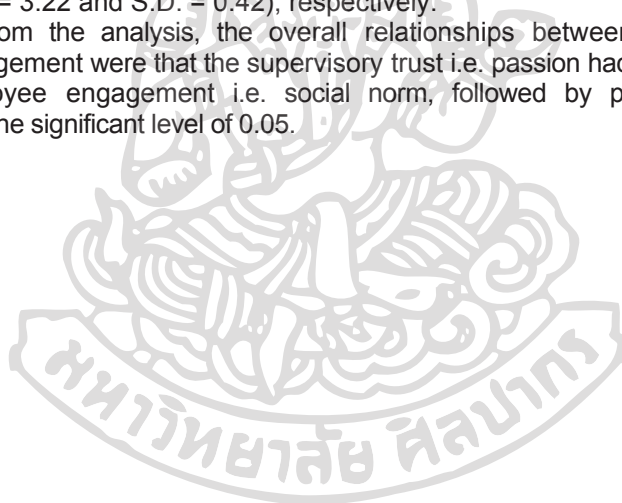 = 3.22 and S.D. = 0.42), respectively.
om the analysis, the overall relationships between
gement were that the supervisory trust i.e. passion had
oyee engagement i.e. social norm, followed by p
he significant level of 0.05.
มหาวิทยาลัย ศิลปากร